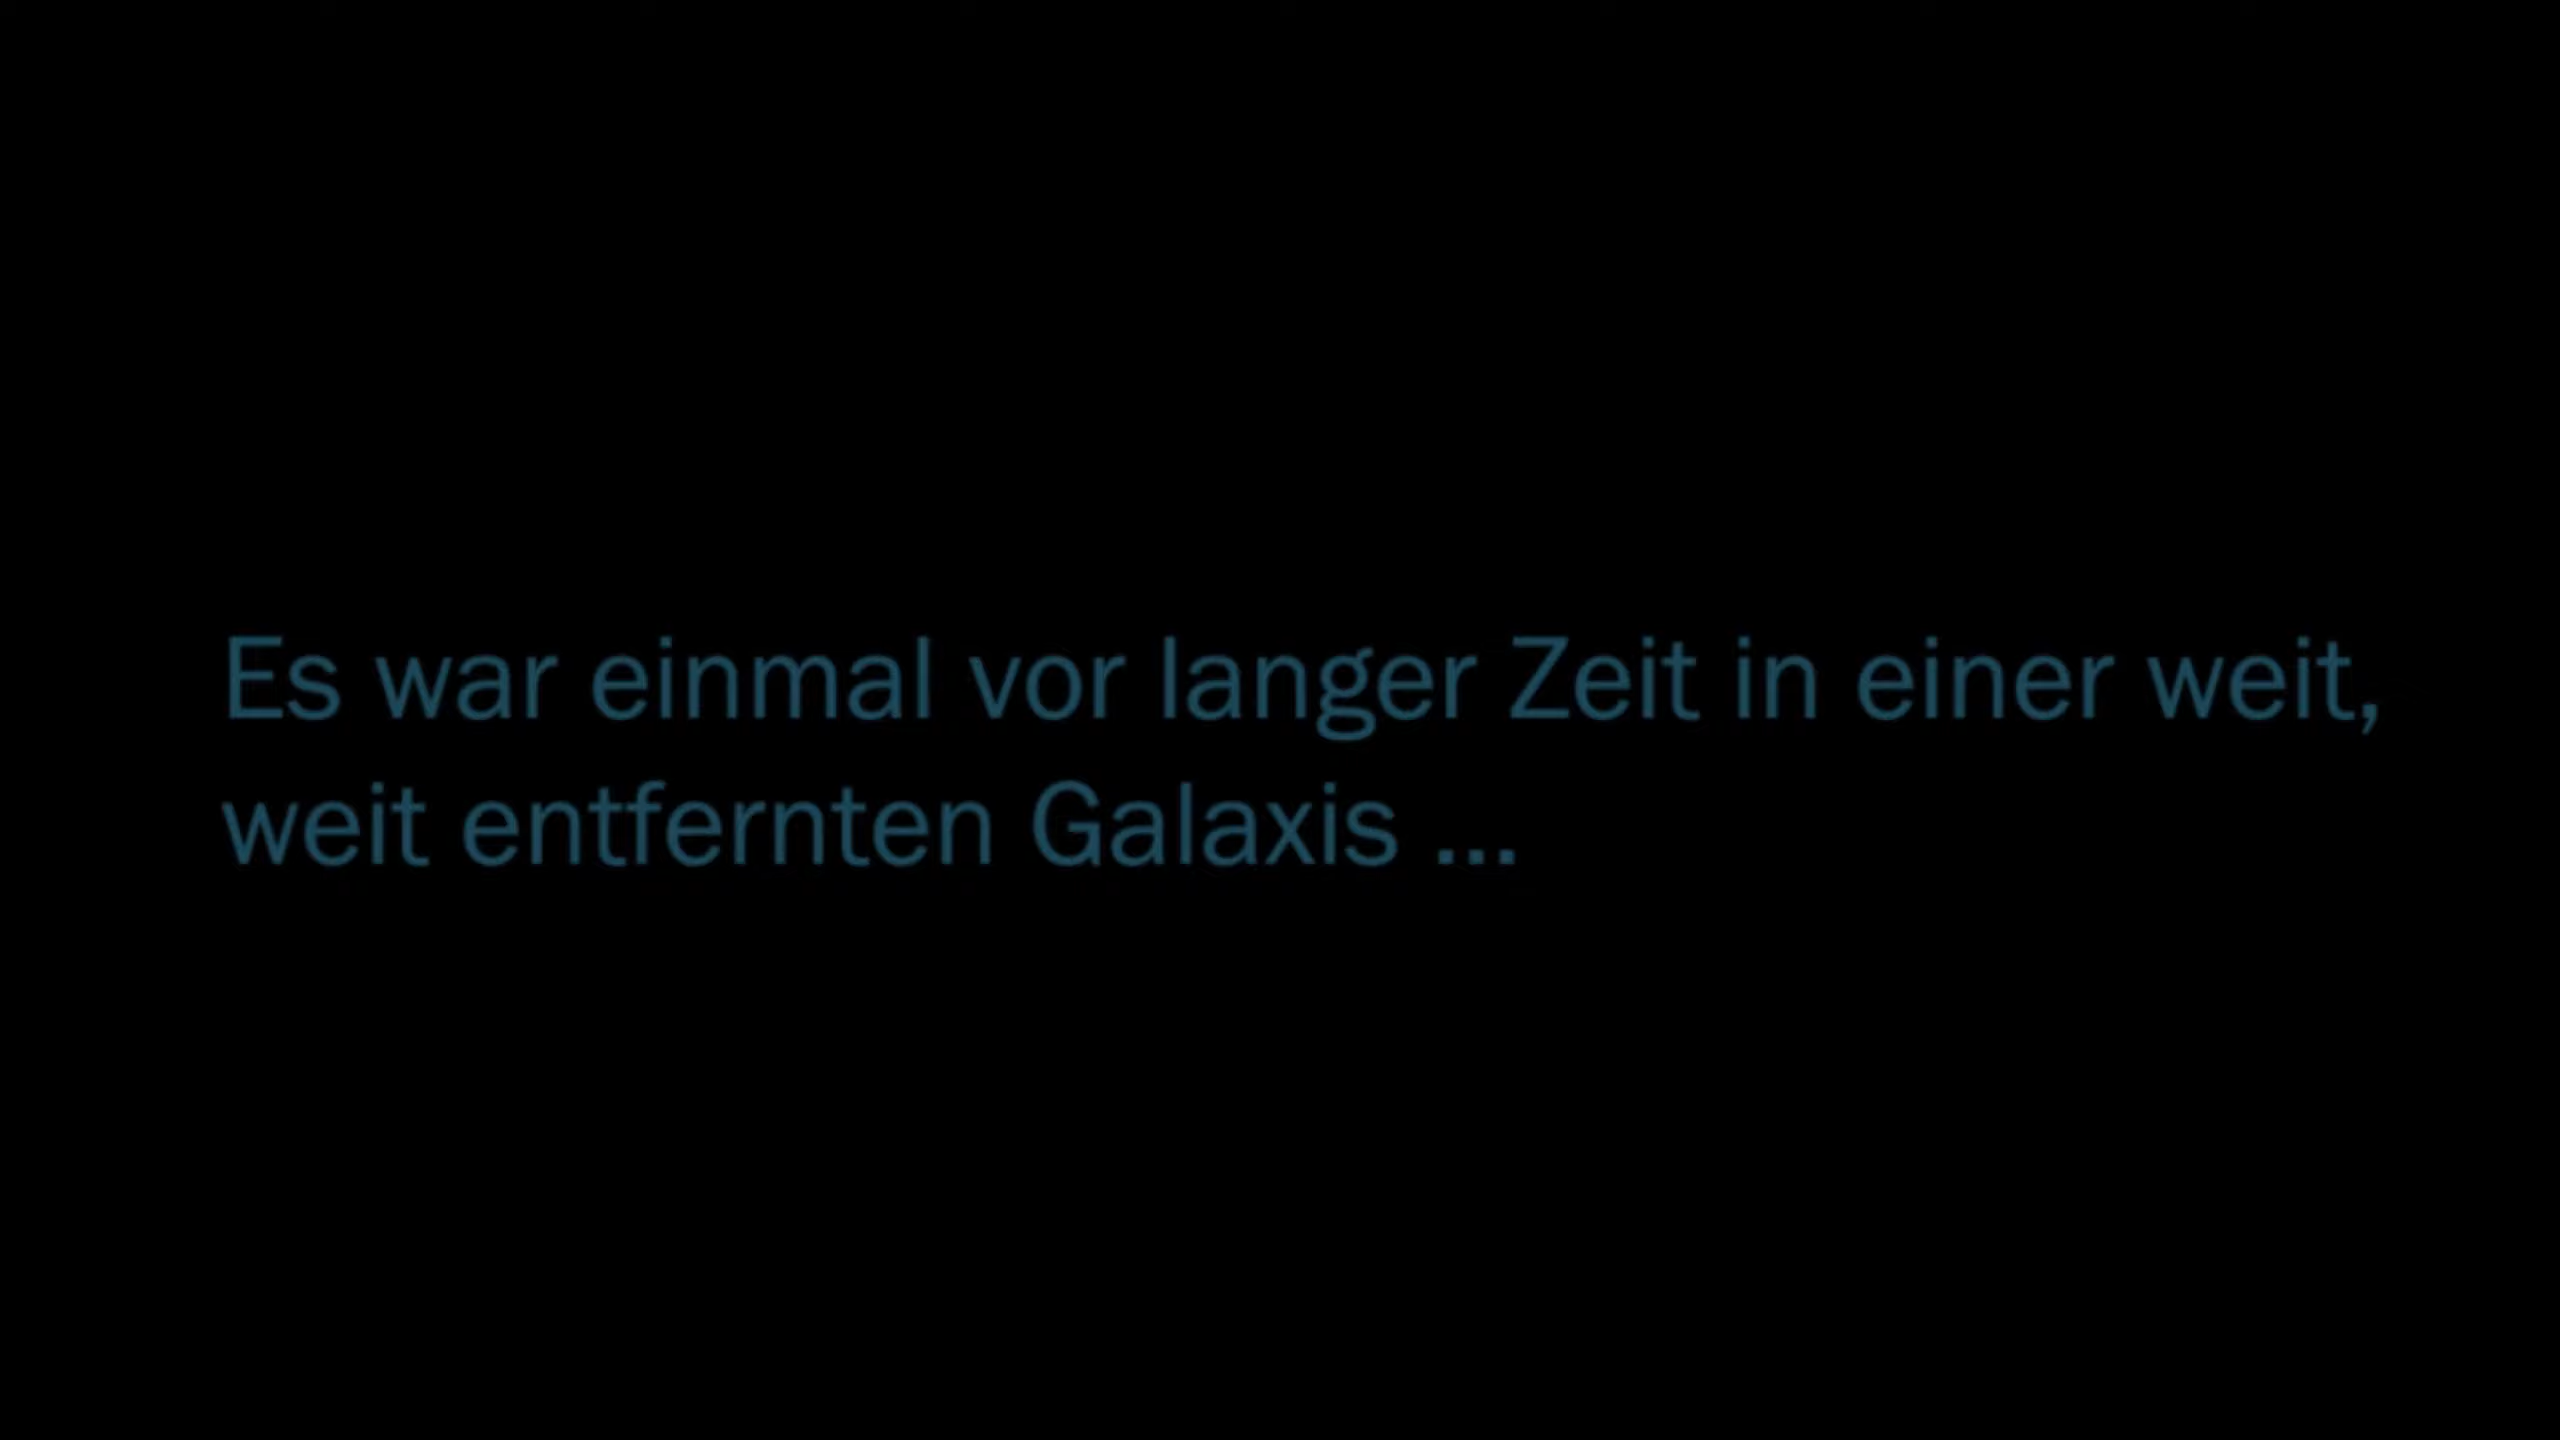 Es war einmal vor langer Zeit in einer weit,
weit entfernten Galaxis ...